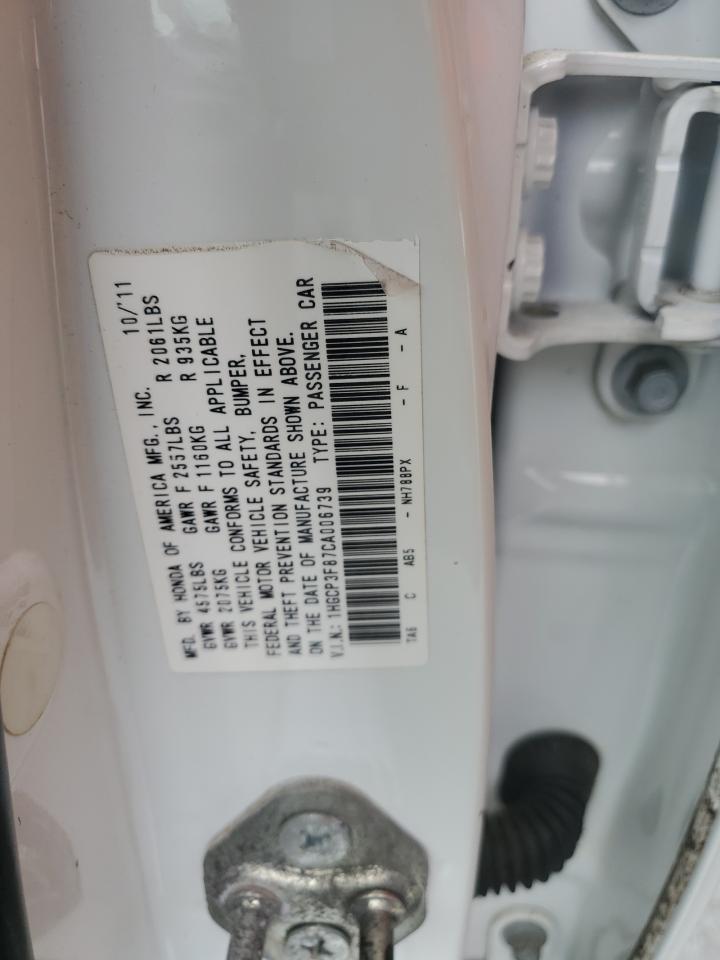 MFD. BY HONDA OF AMERICA MFG., INC. 10/'11
GVWR 4575LBS GAWR F 2557LBS R 2061LBS
GVWR 2075KG GAWR F 1160KG R 935KG
THIS VEHICLE CONFORMS TO ALL APPLICABLE
FEDERAL MOTOR VEHICLE SAFETY, BUMPER,
AND THEFT PREVENTION STANDARDS IN EFFECT
ON THE DATE OF MANUFACTURE SHOWN ABOVE.
V.I.N.: 1HGCP3F87CA006739 TYPE: PASSENGER CAR
TA6 C AB5 - NH788PX - F - A